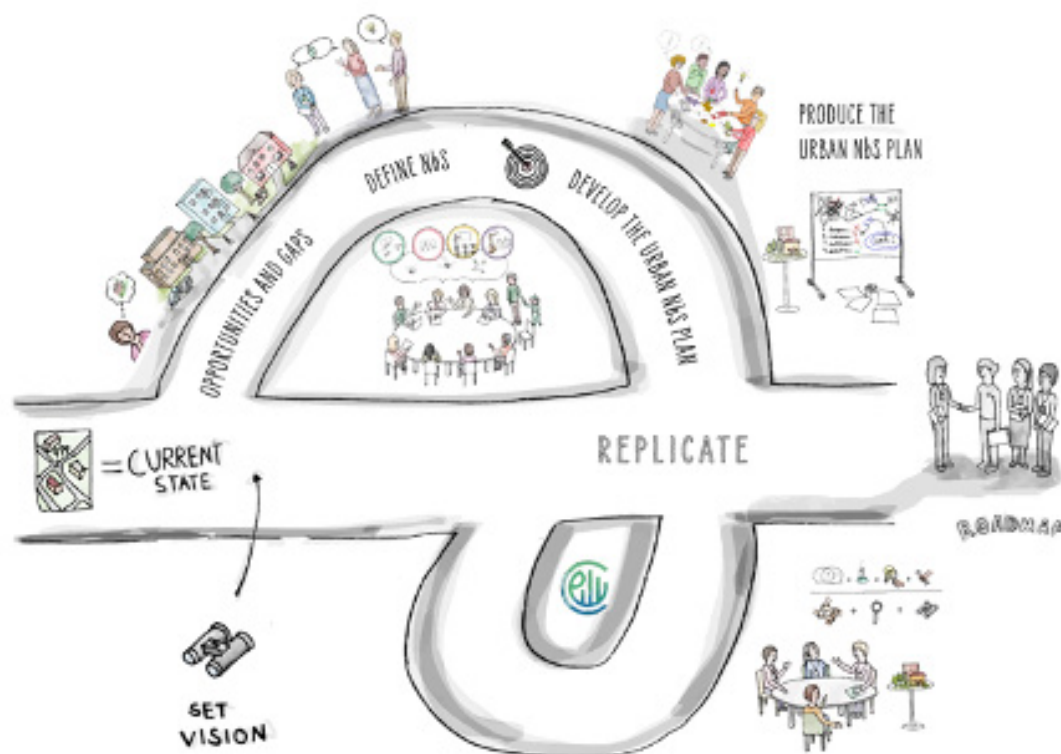 PRODUCE THE
URBAN NbS PLAN
DEFINE NbS
DEVELOP THE URBAN NbS PLAN
OPPORTUNITIES AND GAPS
= CURRENT
STATE
REPLICATE
ROADMAP
SET
VISION